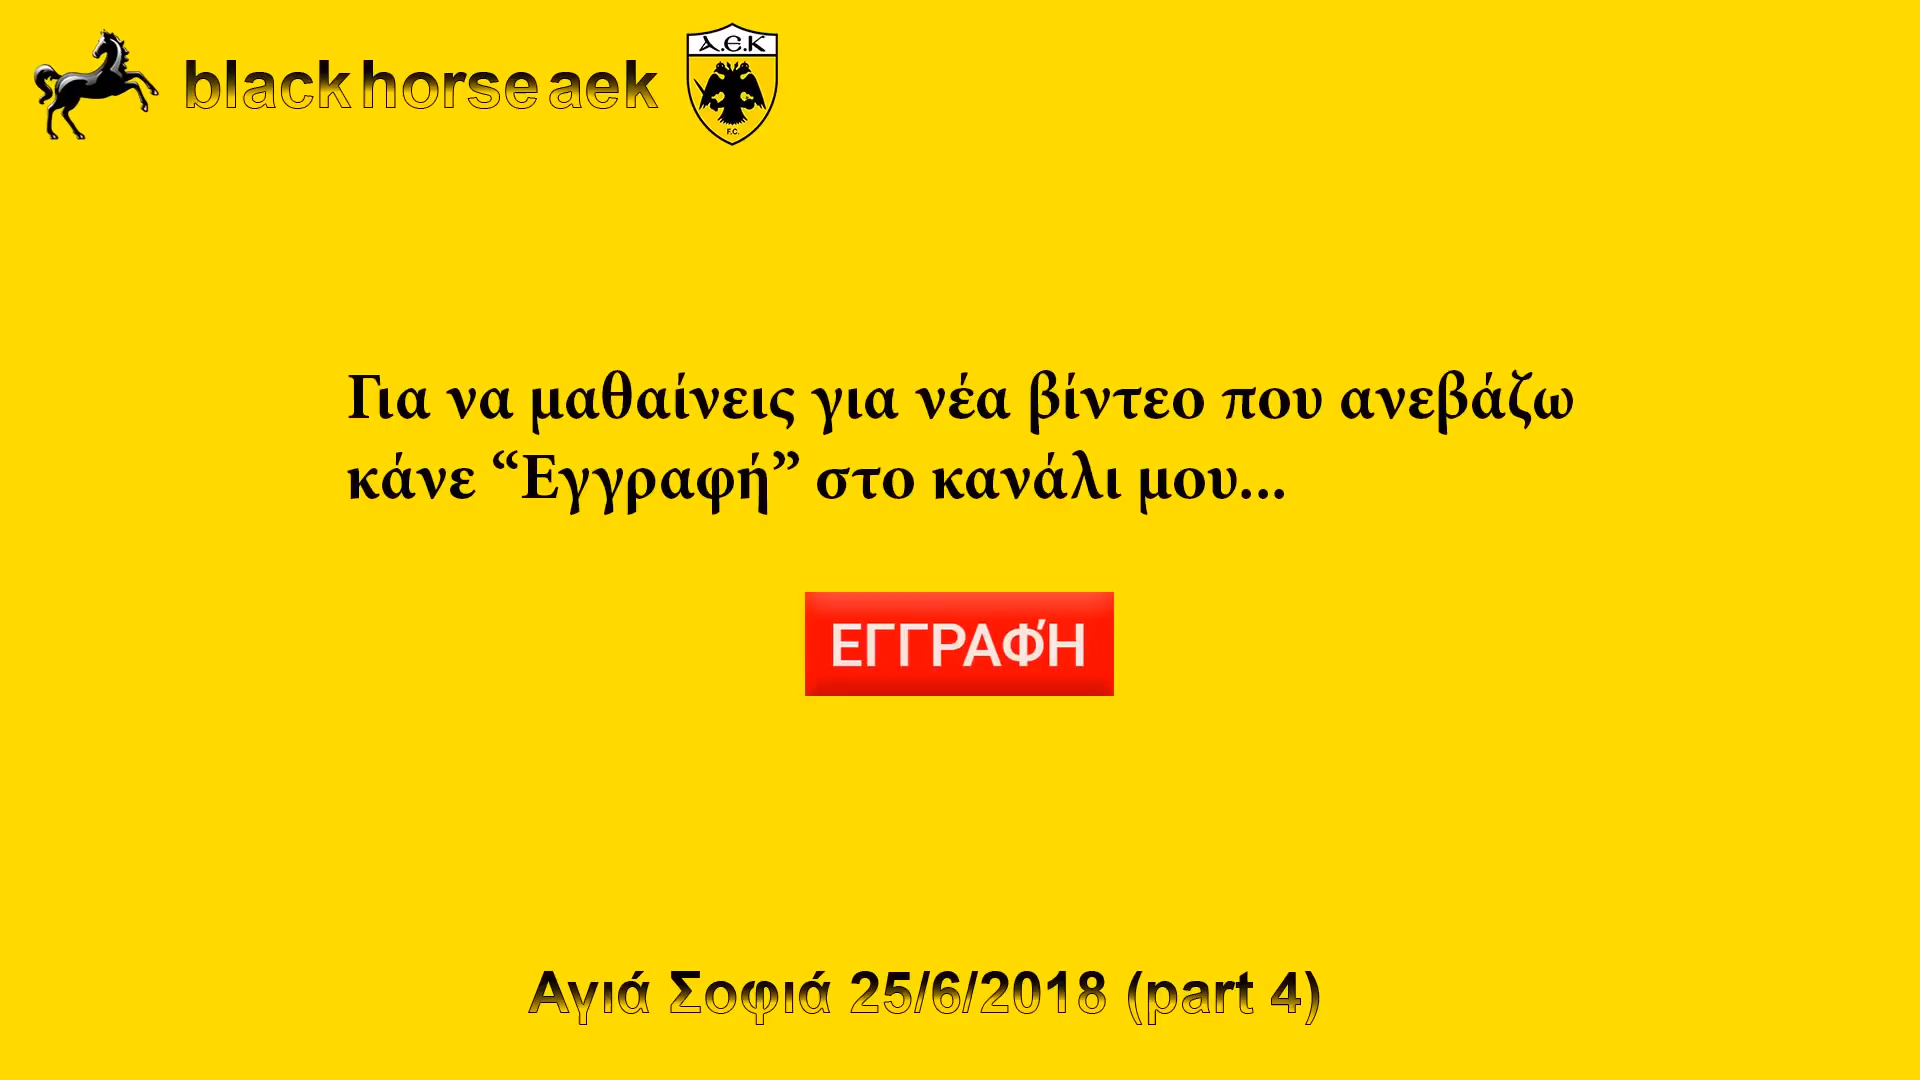 black horse aek
Α.Ε.Κ
F.C.
Για να μαθαίνεις για νέα βίντεο που ανεβάζω
κάνε “Εγγραφή” στο κανάλι μου...
ΕΓΓΡΑΦΉ
Αγιά Σοφιά 25/6/2018 (part 4)